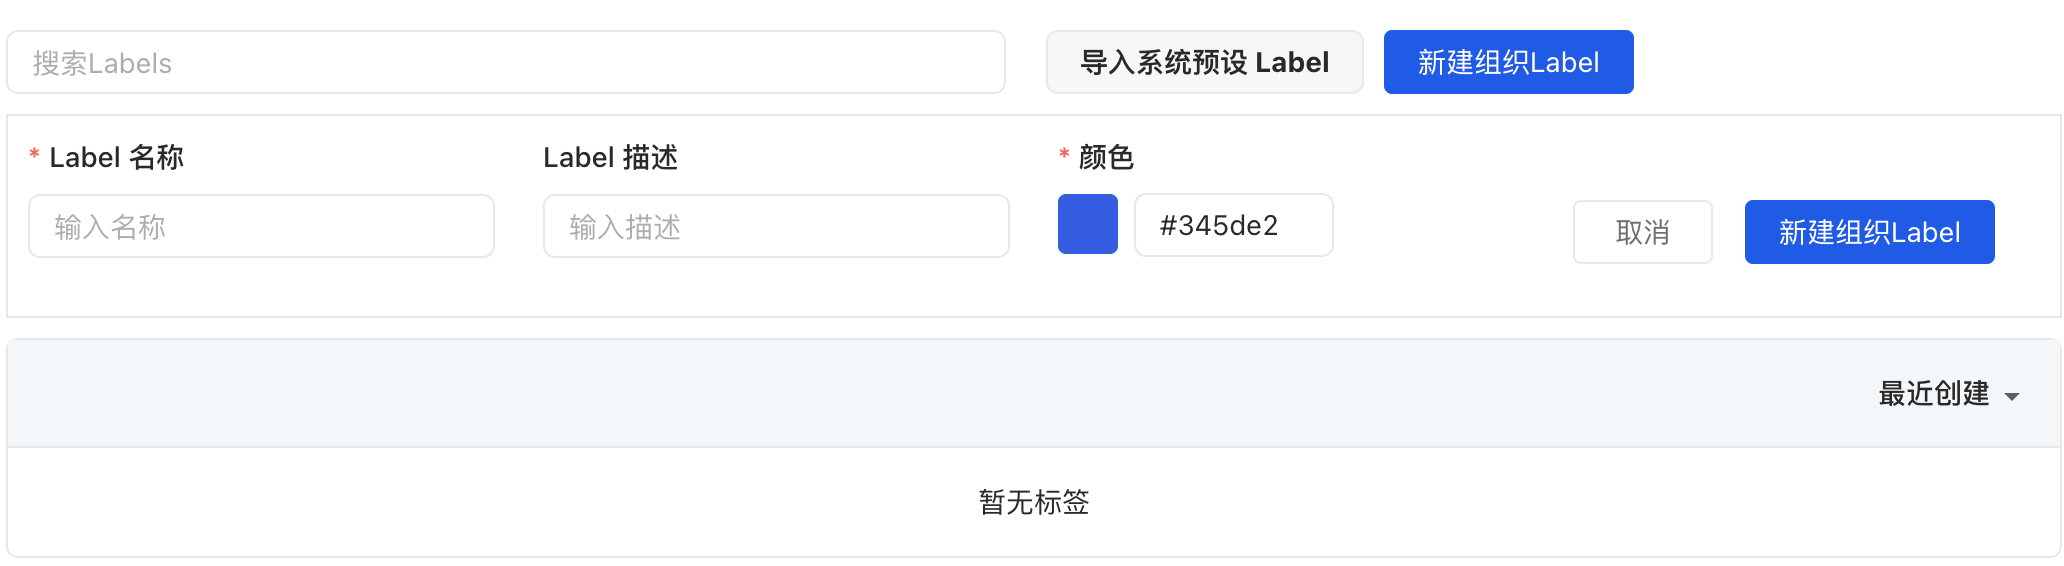 搜索Labels 导入系统预设 Label 新建组织Label
* Label 名称 Label 描述 * 颜色
输入名称 输入描述 #345de2 取消 新建组织Label
最近创建
暂无标签